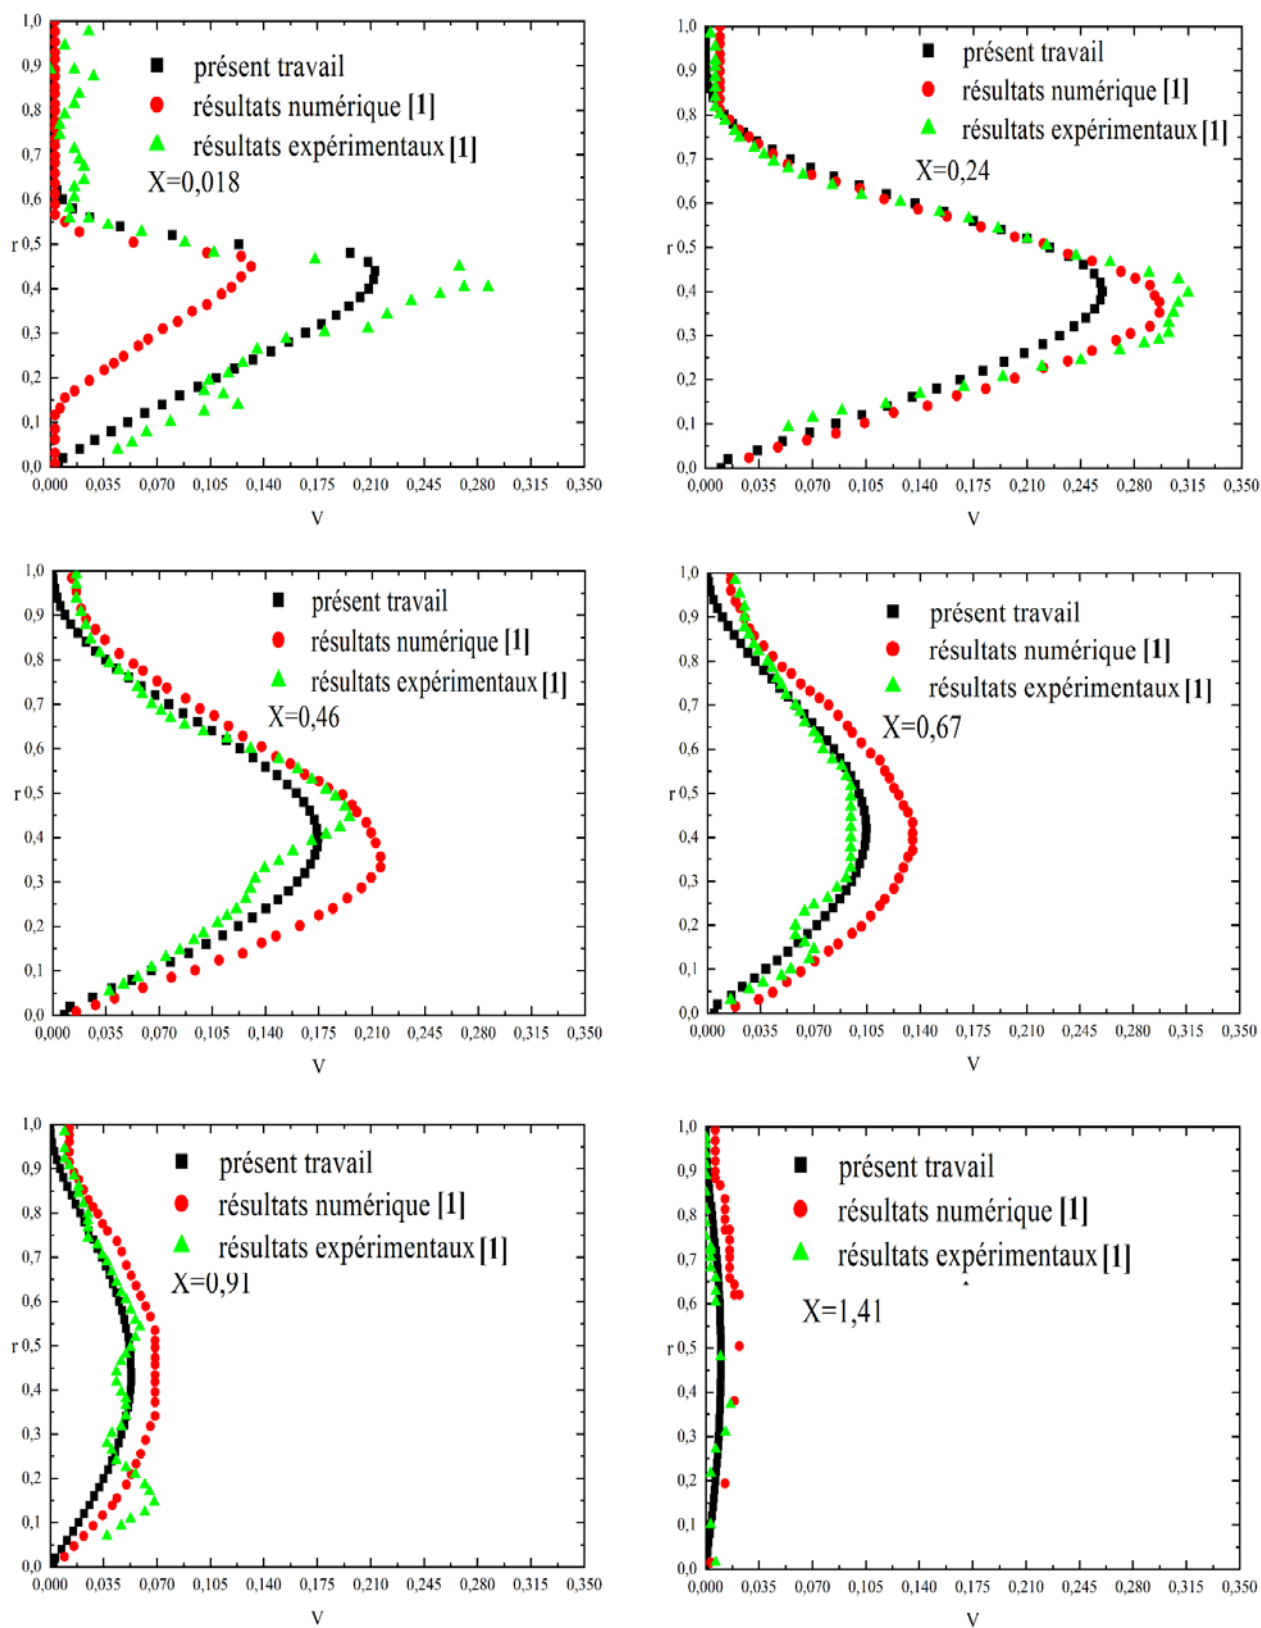 1,0
0,9
0,8
0,7
0,6
r 0,5
0,4
0,3
0,2
0,1
0,0
présent travail
résultats numérique [1]
résultats expérimentaux [1]
X=0,018
0,000 0,035 0,070 0,105 0,140 0,175 0,210 0,245 0,280 0,315 0,350
V
1,0
0,9
0,8
0,7
0,6
r 0,5
0,4
0,3
0,2
0,1
0,0
présent travail
résultats numérique [1]
résultats expérimentaux [1]
X=0,24
0,000 0,035 0,070 0,105 0,140 0,175 0,210 0,245 0,280 0,315 0,350
V
1,0
0,9
0,8
0,7
0,6
r 0,5
0,4
0,3
0,2
0,1
0,0
présent travail
résultats numérique [1]
résultats expérimentaux [1]
X=0,46
0,000 0,035 0,070 0,105 0,140 0,175 0,210 0,245 0,280 0,315 0,350
V
1,0
0,9
0,8
0,7
0,6
r 0,5
0,4
0,3
0,2
0,1
0,0
présent travail
résultats numérique [1]
résultats expérimentaux [1]
X=0,67
0,000 0,035 0,070 0,105 0,140 0,175 0,210 0,245 0,280 0,315 0,350
V
1,0
0,9
0,8
0,7
0,6
r 0,5
0,4
0,3
0,2
0,1
0,0
présent travail
résultats numérique [1]
résultats expérimentaux [1]
X=0,91
0,000 0,035 0,070 0,105 0,140 0,175 0,210 0,245 0,280 0,315 0,350
V
1,0
0,9
0,8
0,7
0,6
r 0,5
0,4
0,3
0,2
0,1
0,0
présent travail
résultats numérique [1]
résultats expérimentaux [1]
X=1,41
0,000 0,035 0,070 0,105 0,140 0,175 0,210 0,245 0,280 0,315 0,350
V